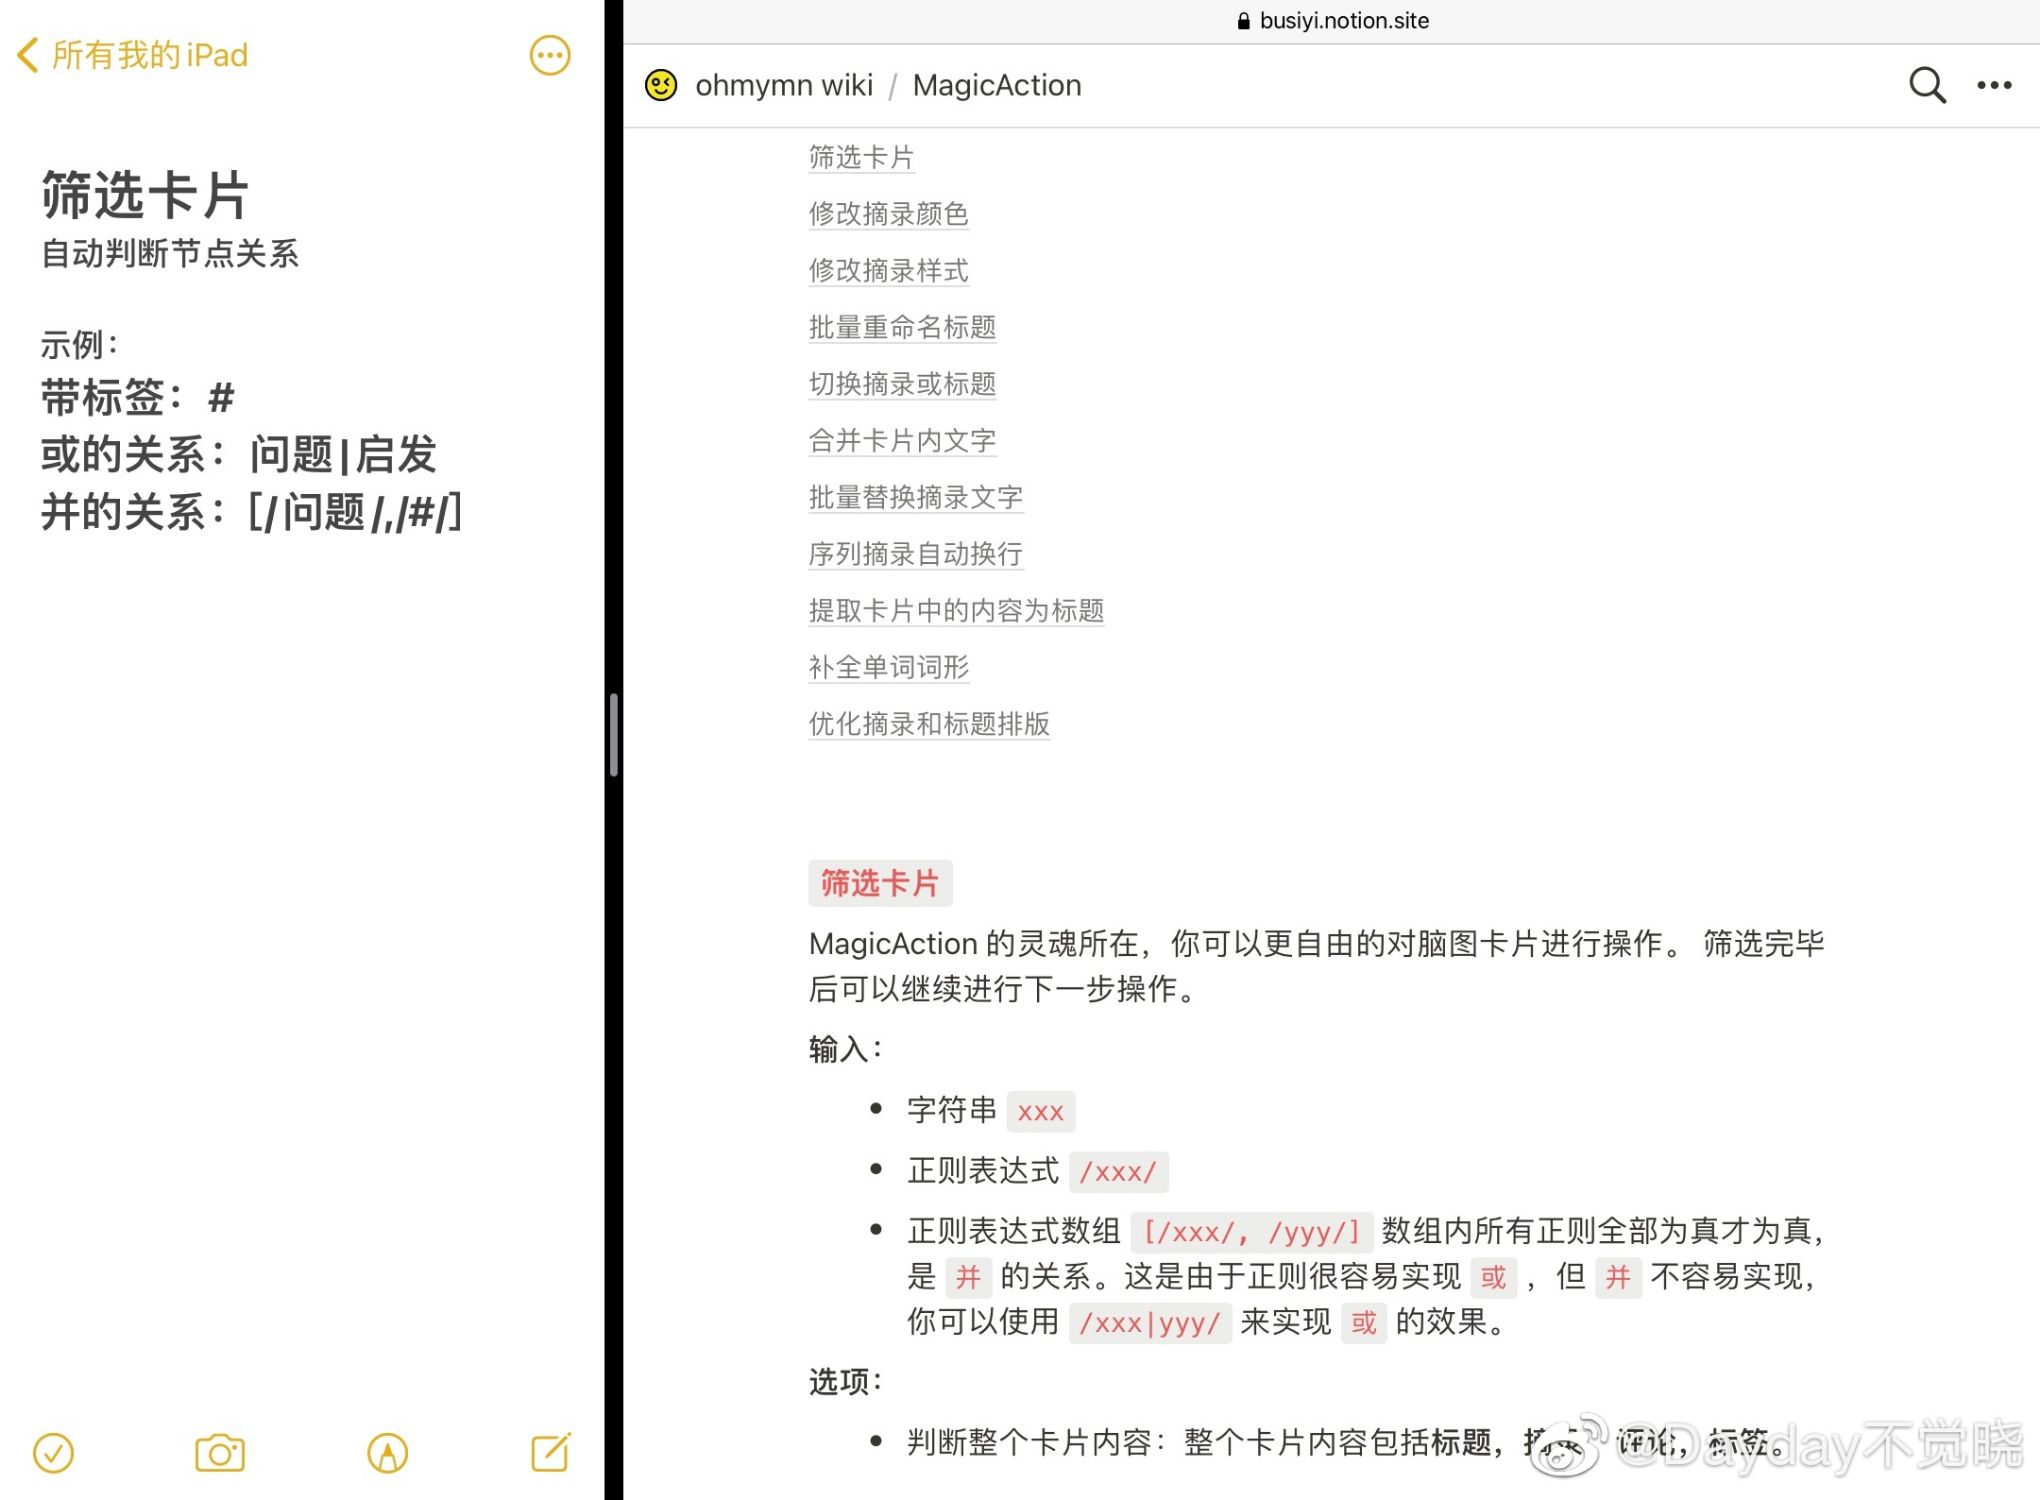 所有我的 iPad
筛选卡片
自动判断节点关系
示例：
带标签：#
或的关系：问题|启发
并的关系：[/问题/,/#/]
busiyi.notion.site
ohmymn wiki / MagicAction
筛选卡片
修改摘录颜色
修改摘录样式
批量重命名标题
切换摘录或标题
合并卡片内文字
批量替换摘录文字
序列摘录自动换行
提取卡片中的内容为标题
补全单词词形
优化摘录和标题排版
筛选卡片
MagicAction 的灵魂所在，你可以更自由的对脑图卡片进行操作。 筛选完毕
后可以继续进行下一步操作。
输入：
• 字符串 xxx
• 正则表达式 /xxx/
• 正则表达式数组 [/xxx/, /yyy/] 数组内所有正则全部为真才为真，
是 并 的关系。这是由于正则很容易实现 或 ，但 并 不容易实现，
你可以使用 /xxx|yyy/ 来实现 或 的效果。
选项：
• 判断整个卡片内容：整个卡片内容包括标题，摘录，评论，标签。
@Dayday不觉晓